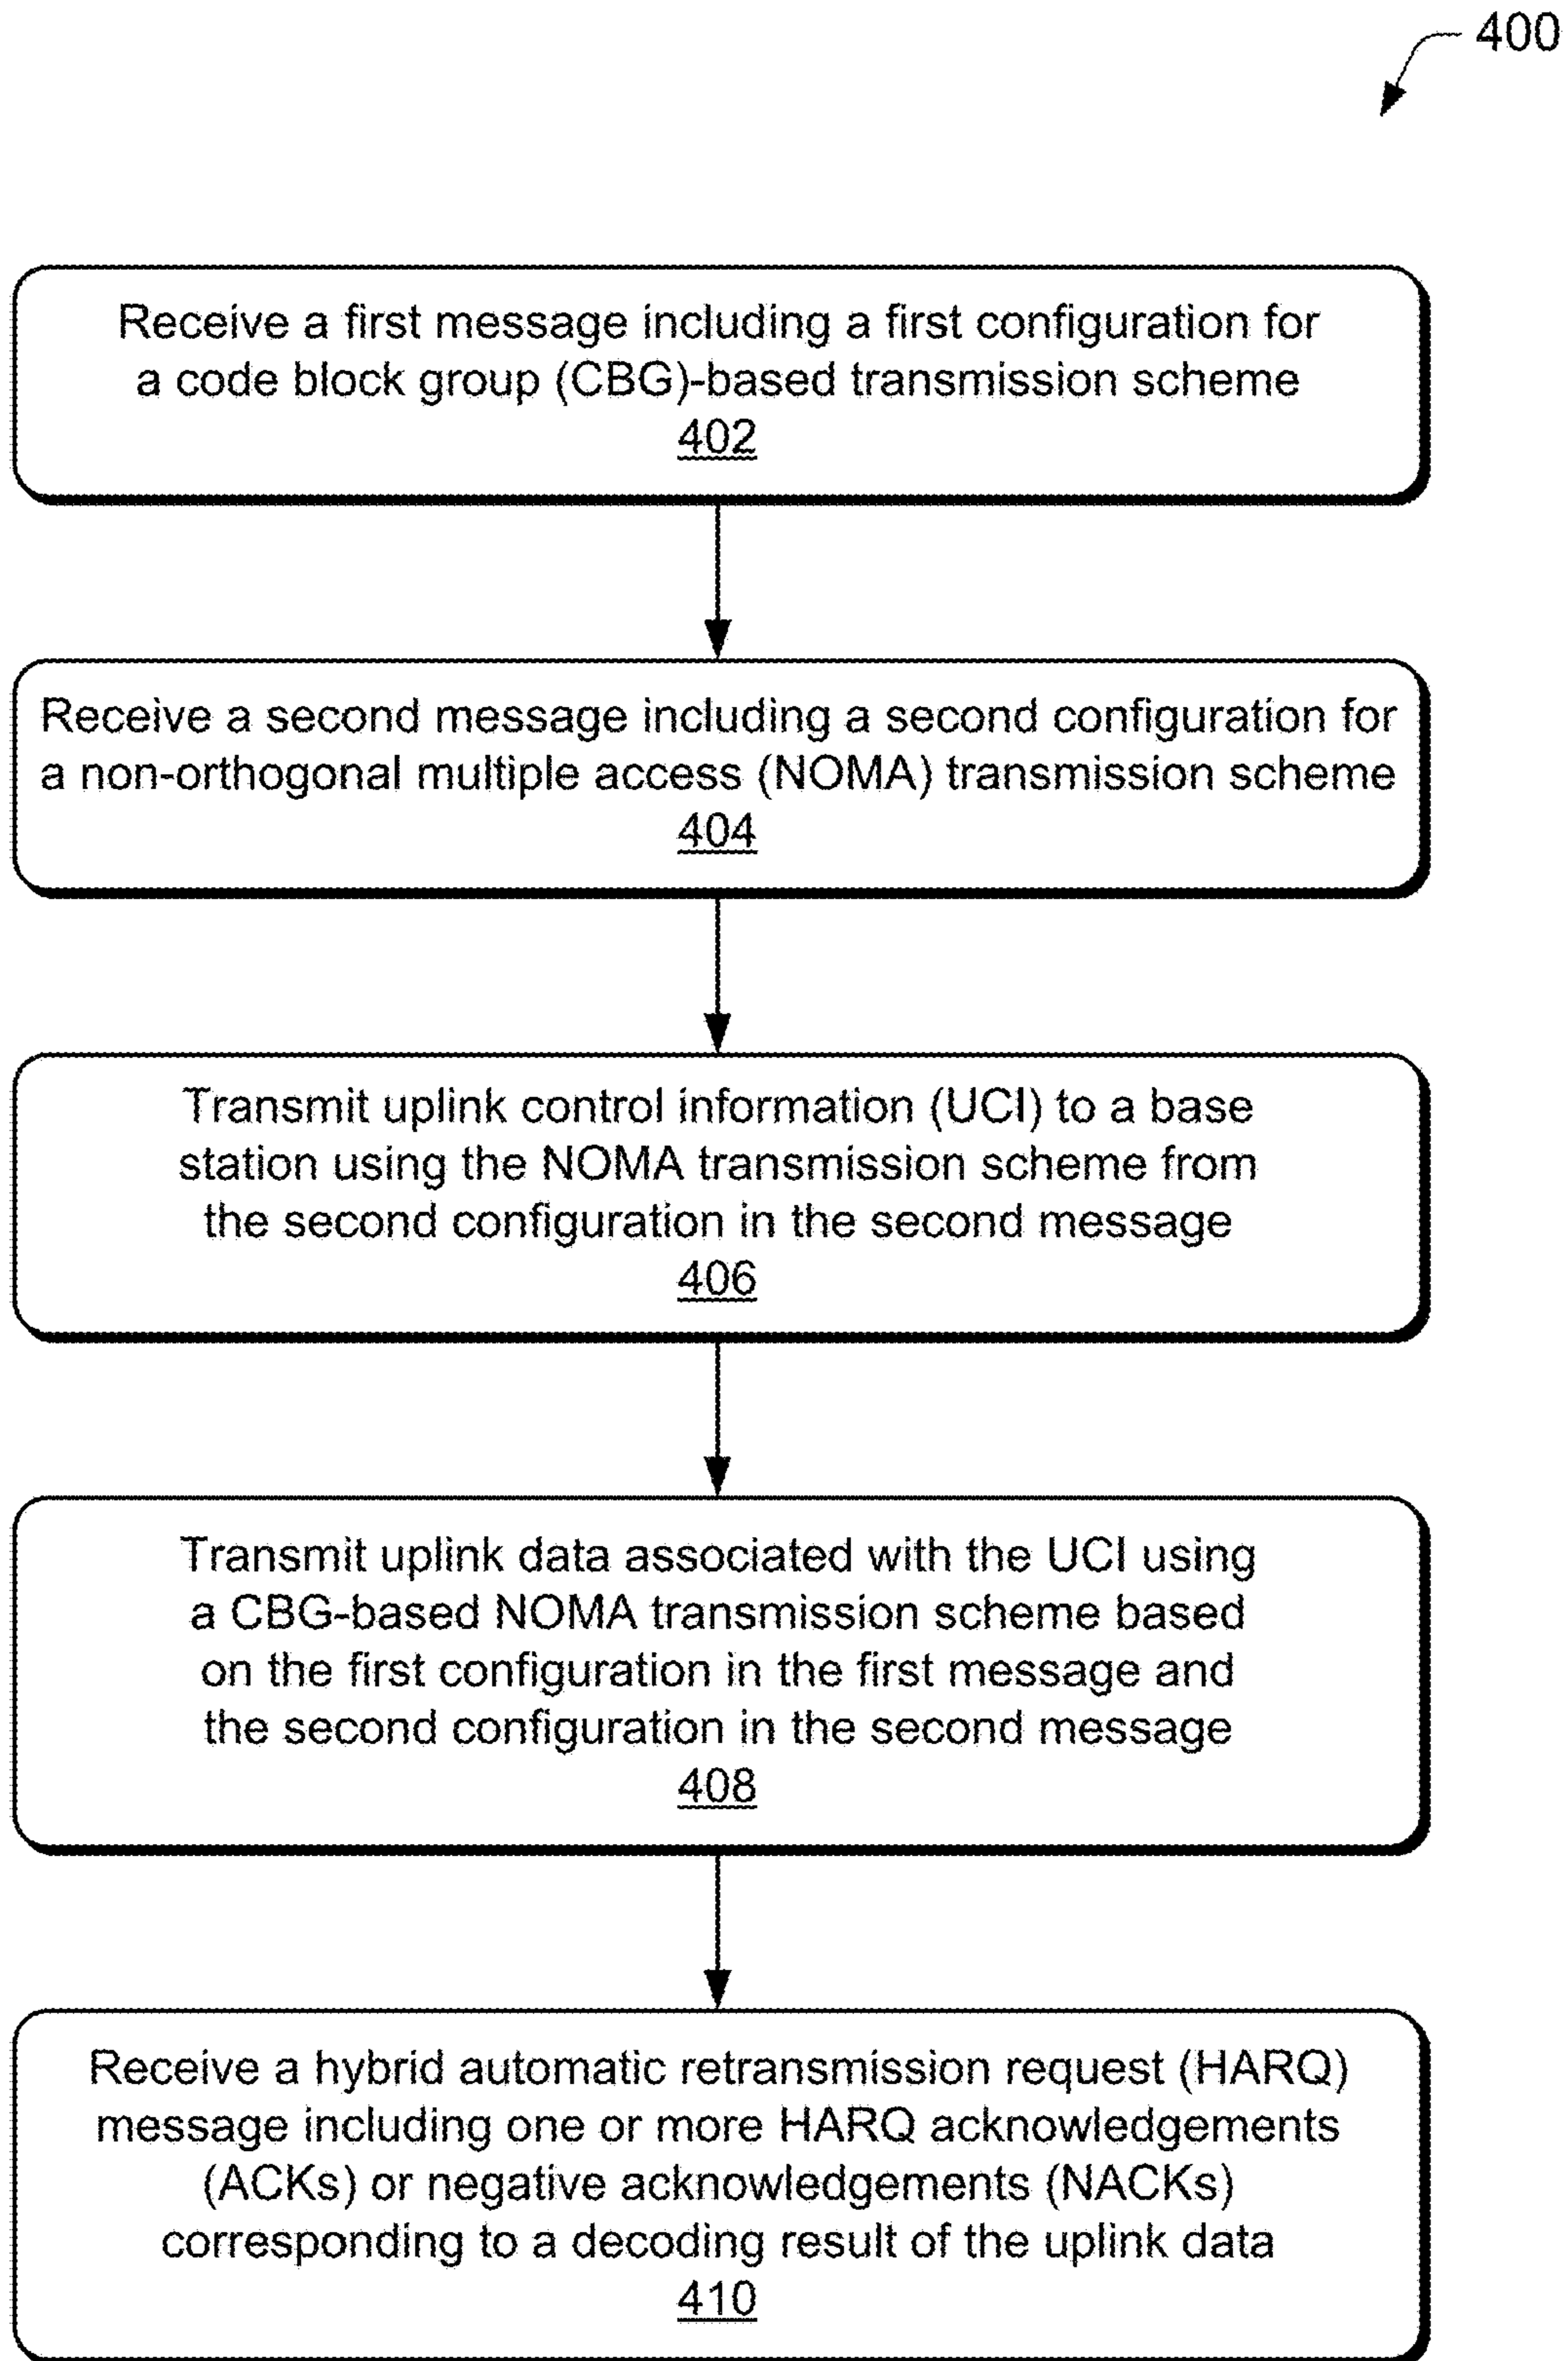 400
Receive a first message including a first configuration for
a code block group (CBG)-based transmission scheme
402
Receive a second message including a second configuration for
a non-orthogonal multiple access (NOMA) transmission scheme
404
Transmit uplink control information (UCI) to a base
station using the NOMA transmission scheme from
the second configuration in the second message
406
Transmit uplink data associated with the UCI using
a CBG-based NOMA transmission scheme based
on the first configuration in the first message and
the second configuration in the second message
408
Receive a hybrid automatic retransmission request (HARQ)
message including one or more HARQ acknowledgements
(ACKs) or negative acknowledgements (NACKs)
corresponding to a decoding result of the uplink data
410